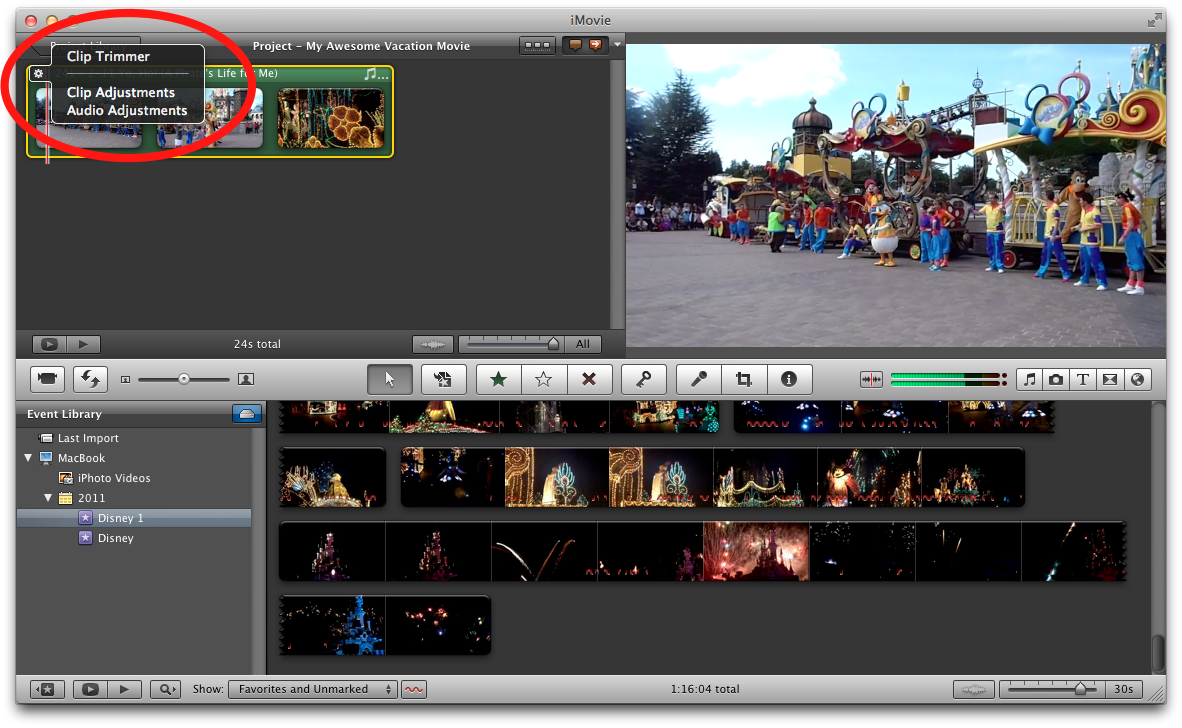 iMovie
Project Library
Project – My Awesome Vacation Movie
Clip Trimmer
's Life for Me)
Clip Adjustments
Audio Adjustments
24s total
All
T
Event Library
Last Import
MacBook
iPhoto Videos
2011
Disney 1
Disney
Show:
Favorites and Unmarked
1:16:04 total
30s